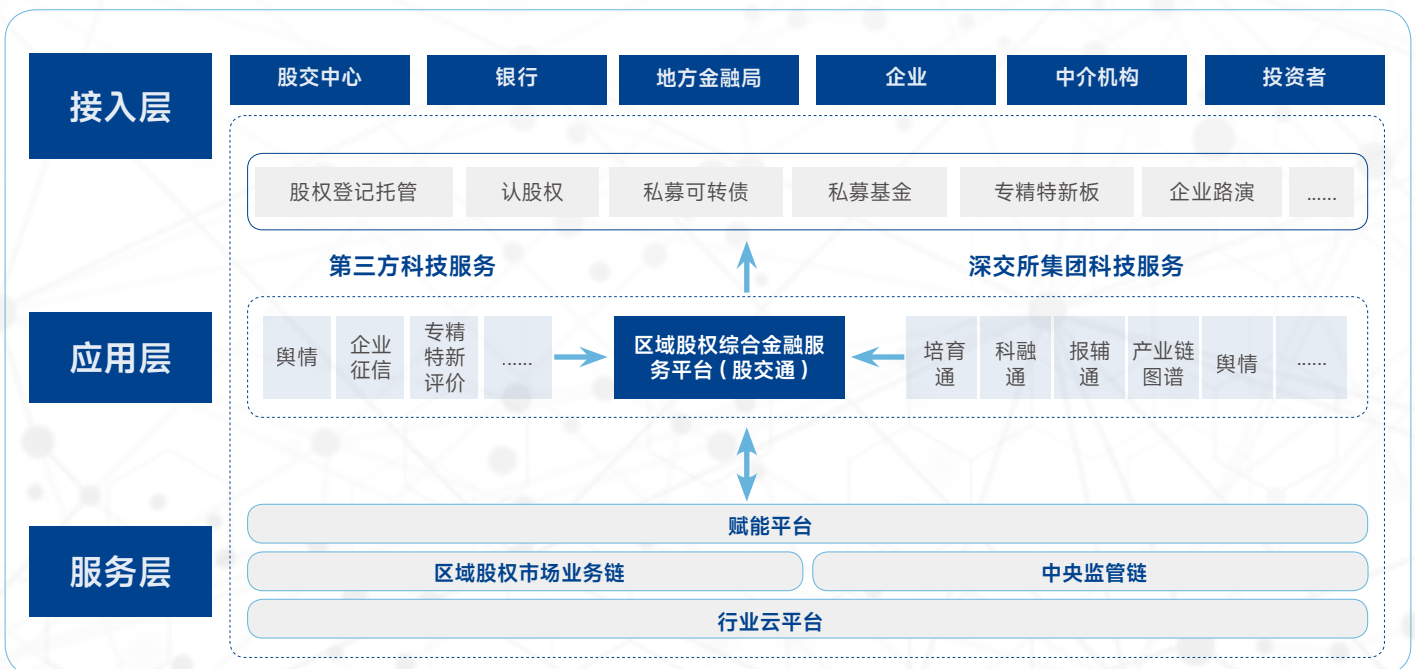 接入层
股交中心
银行
地方金融局
企业
中介机构
投资者
股权登记托管
认股权
私募可转债
私募基金
专精特新板
企业路演
......
第三方科技服务
深交所集团科技服务
应用层
舆情
企业
征信
专精
特新
评价
......
区域股权综合金融服
务平台 ( 股交通 )
培育
通
科融
通
报辅
通
产业链
图谱
舆情
......
服务层
赋能平台
区域股权市场业务链
中央监管链
行业云平台